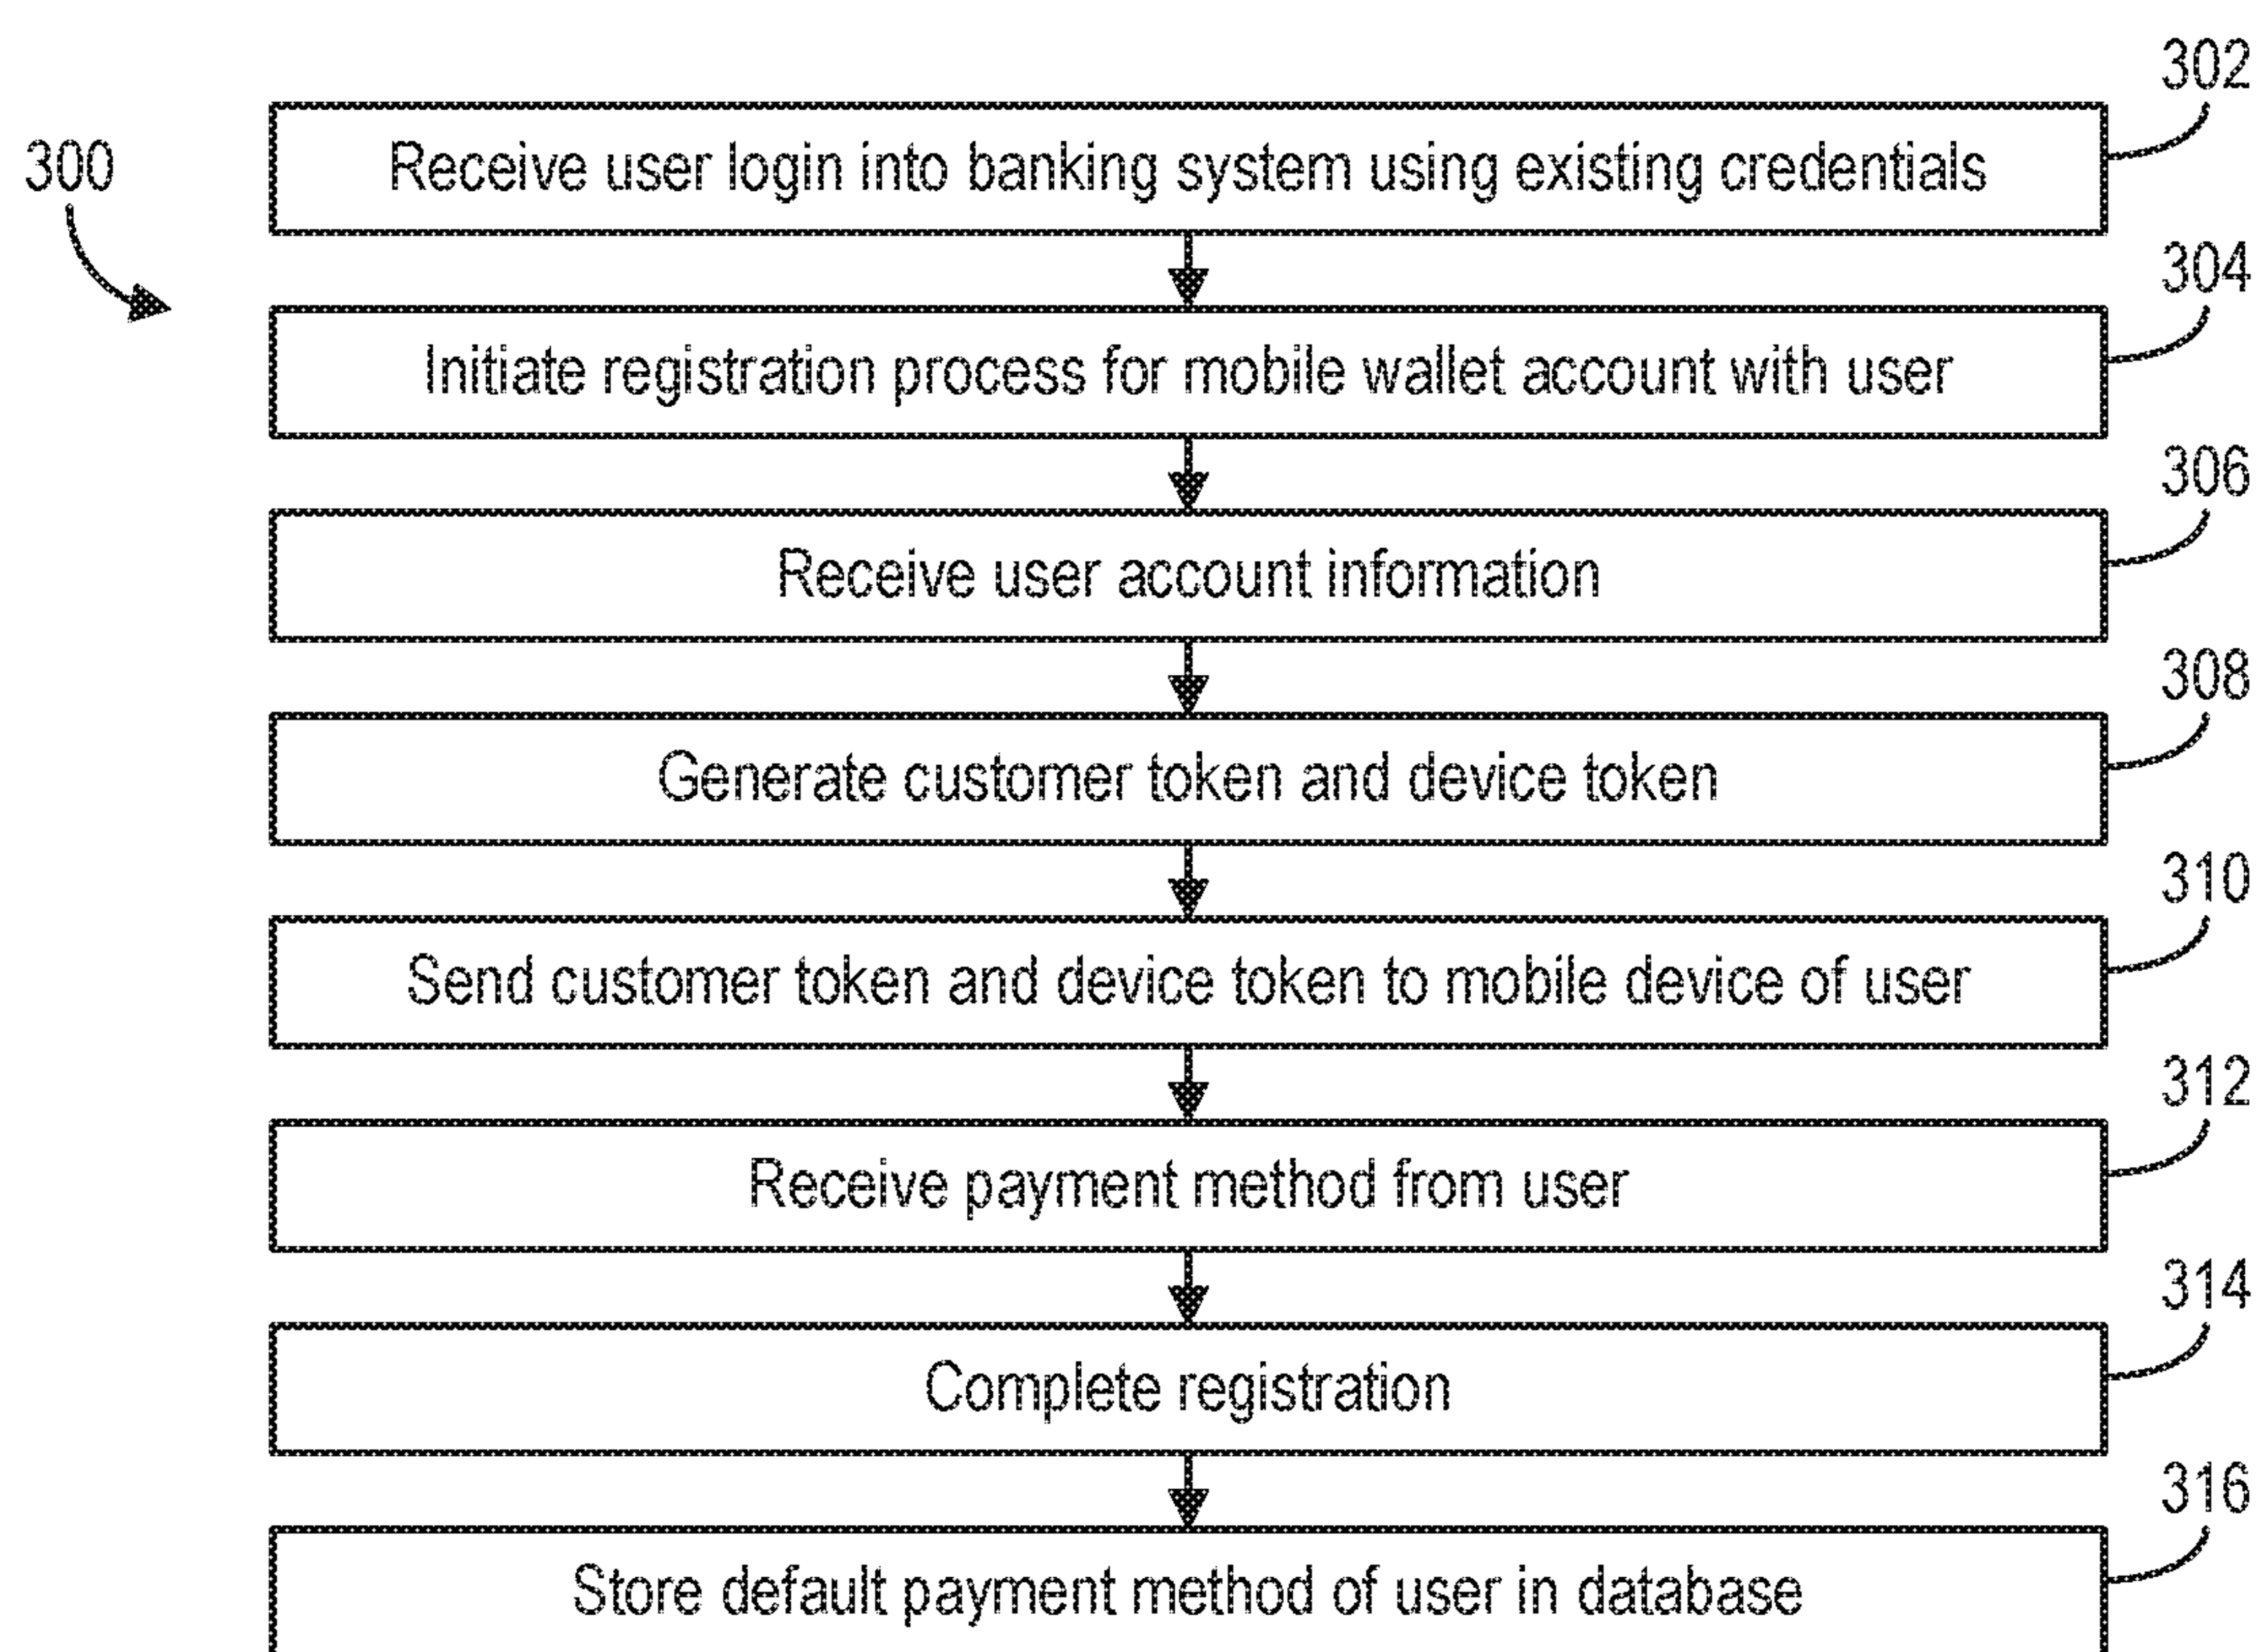 302
300
Receive user login into banking system using existing credentials
304
Initiate registration process for mobile wallet account with user
306
Receive user account information
308
Generate customer token and device token
310
Send customer token and device token to mobile device of user
312
Receive payment method from user
314
Complete registration
316
Store default payment method of user in database